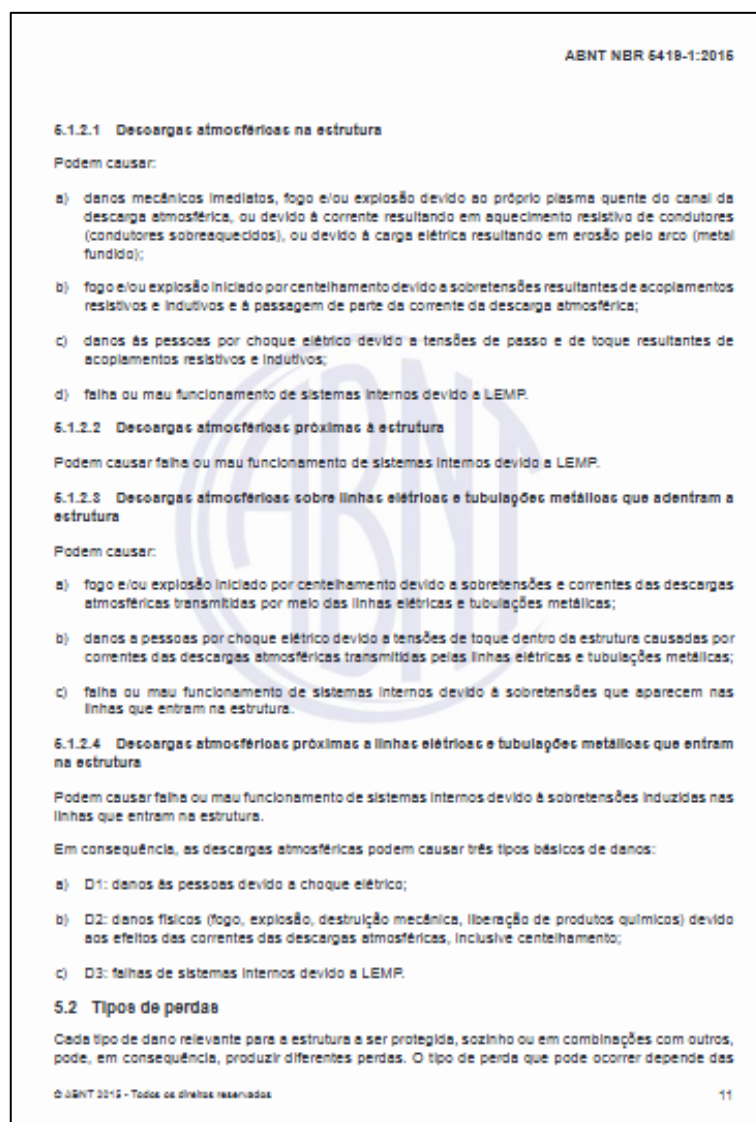 ABNT NBR 5419-1:2015
5.1.2.1 Descargas atmosféricas na estrutura
Podem causar:
a) danos mecânicos imediatos, fogo e/ou explosão devido ao próprio plasma quente do canal da
descarga atmosférica, ou devido à corrente resultando em aquecimento resistivo de condutores
(condutores sobreaquecidos), ou devido à carga elétrica resultando em erosão pelo arco (metal
fundido);
b) fogo e/ou explosão iniciado por centelhamento devido a sobretensões resultantes de acoplamentos
resistivos e indutivos e à passagem de parte da corrente da descarga atmosférica;
c) danos às pessoas por choque elétrico devido a tensões de passo e de toque resultantes de
acoplamentos resistivos e indutivos;
d) falha ou mau funcionamento de sistemas internos devido a LEMP.
5.1.2.2 Descargas atmosféricas próximas à estrutura
Podem causar falha ou mau funcionamento de sistemas internos devido a LEMP.
5.1.2.3 Descargas atmosféricas sobre linhas elétricas e tubulações metálicas que adentram a
estrutura
Podem causar:
a) fogo e/ou explosão iniciado por centelhamento devido a sobretensões e correntes das descargas
atmosféricas transmitidas por meio das linhas elétricas e tubulações metálicas;
b) danos a pessoas por choque elétrico devido a tensões de toque dentro da estrutura causadas por
correntes das descargas atmosféricas transmitidas pelas linhas elétricas e tubulações metálicas;
c) falha ou mau funcionamento de sistemas internos devido à sobretensões que aparecem nas
linhas que entram na estrutura.
5.1.2.4 Descargas atmosféricas próximas a linhas elétricas e tubulações metálicas que entram
na estrutura
Podem causar falha ou mau funcionamento de sistemas internos devido à sobretensões induzidas nas
linhas que entram na estrutura.
Em consequência, as descargas atmosféricas podem causar três tipos básicos de danos:
a) D1: danos às pessoas devido a choque elétrico;
b) D2: danos físicos (fogo, explosão, destruição mecânica, liberação de produtos químicos) devido
aos efeitos das correntes das descargas atmosféricas, inclusive centelhamento;
c) D3: falhas de sistemas internos devido a LEMP.
5.2 Tipos de perdas
Cada tipo de dano relevante para a estrutura a ser protegida, sozinho ou em combinações com outros,
pode, em consequência, produzir diferentes perdas. O tipo de perda que pode ocorrer depende das
© ABNT 2015 - Todos os direitos reservados 11
ABNT